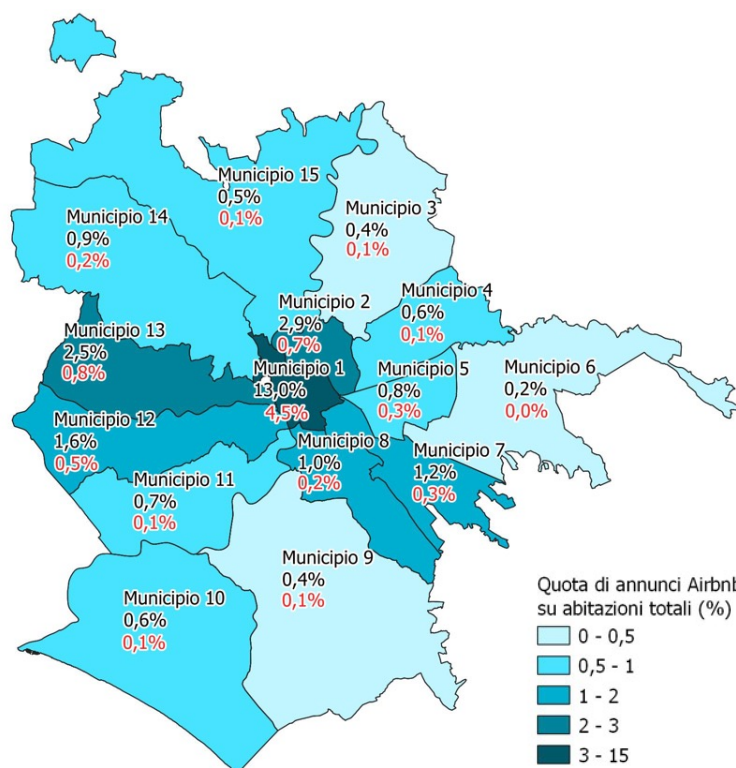 Municipio 15
0,5%
0,1%
Municipio 14
0,9%
0,2%
Municipio 3
0,4%
0,1%
Municipio 4
0,6%
0,1%
Municipio 2
2,9%
0,7%
Municipio 13
2,5%
0,8%
Municipio 1
13,0%
4,5%
Municipio 5
0,8%
0,3%
Municipio 6
0,2%
0,0%
Municipio 12
1,6%
0,5%
Municipio 8
1,0%
0,2%
Municipio 7
1,2%
0,3%
Municipio 11
0,7%
0,1%
Municipio 9
0,4%
0,1%
Municipio 10
0,6%
0,1%
Quota di annunci Airbnb
su abitazioni totali (%)
0 - 0,5
0,5 - 1
1 - 2
2 - 3
3 - 15